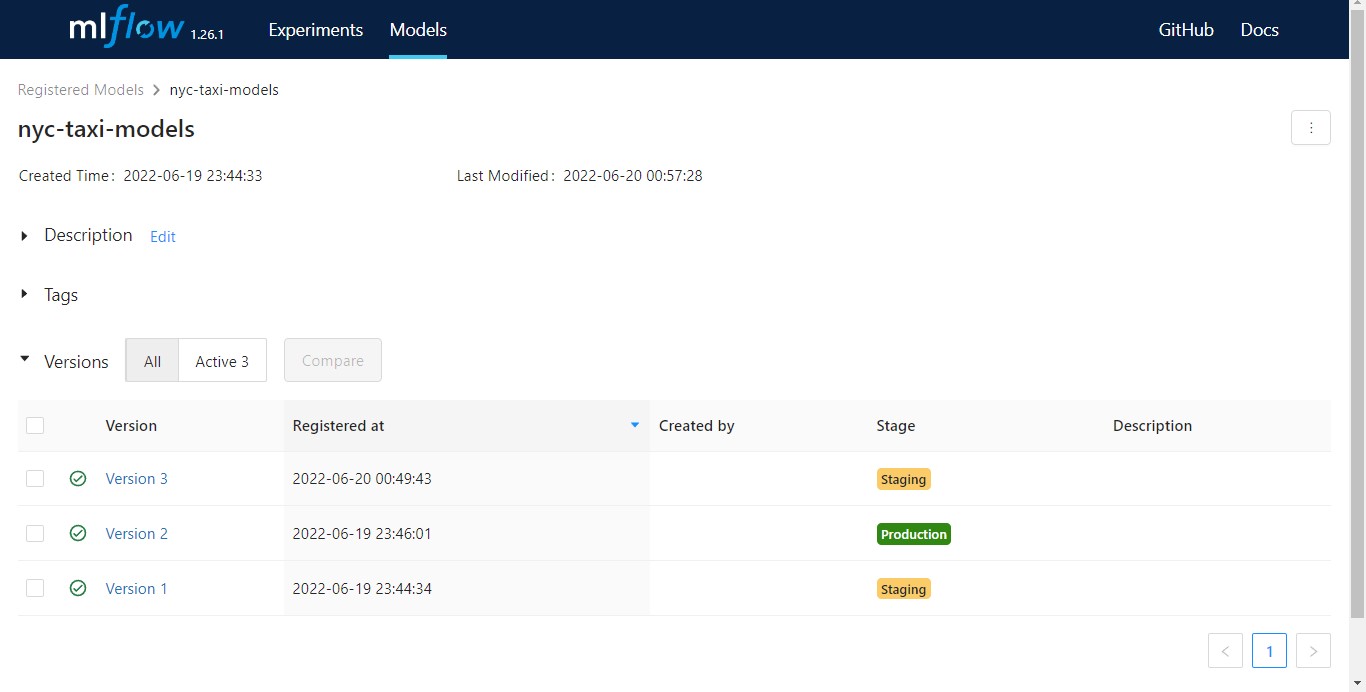 mlflow 1.26.1 Experiments Models GitHub Docs
Registered Models > nyc-taxi-models
nyc-taxi-models
Created Time: 2022-06-19 23:44:33 Last Modified: 2022-06-20 00:57:28
Description Edit
Tags
Versions All Active 3 Compare
Version Registered at Created by Stage Description
Version 3 2022-06-20 00:49:43 Staging
Version 2 2022-06-19 23:46:01 Production
Version 1 2022-06-19 23:44:34 Staging
< 1 >